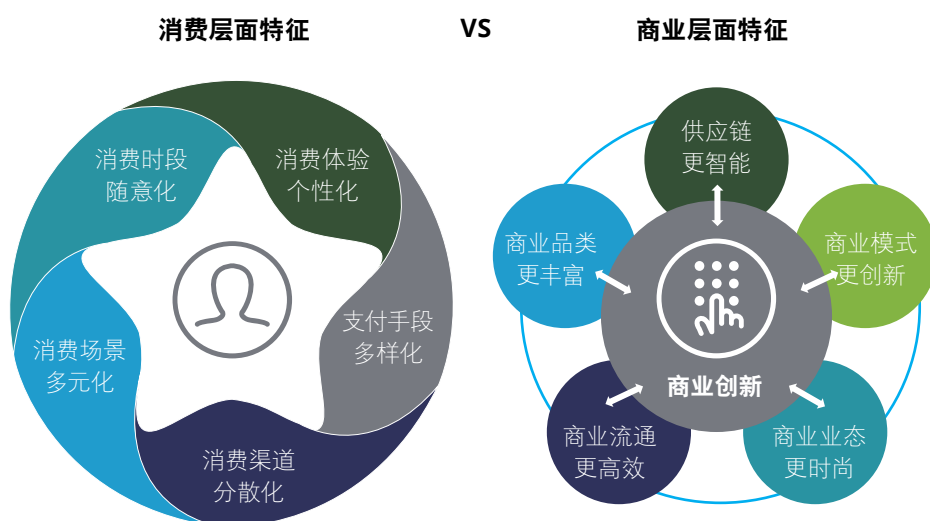 消费层面特征
VS
商业层面特征
消费时段
随意化
消费体验
个性化
支付手段
多样化
消费渠道
分散化
消费场景
多元化
供应链
更智能
商业模式
更创新
商业业态
更时尚
商业流通
更高效
商业品类
更丰富
商业创新